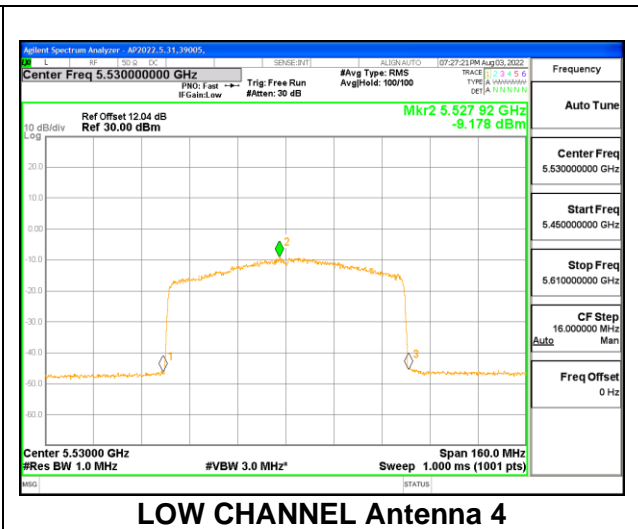 Agilent Spectrum Analyzer - AP2022.5.31,39005,
L RF 50 Ω DC SENSE:INT ALIGN AUTO 07:27:21 PM Aug 03, 2022
Center Freq 5.530000000 GHz
PNO: Fast
IFGain:Low
Trig: Free Run
#Atten: 30 dB
#Avg Type: RMS
Avg|Hold: 100/100
TRACE 1 2 3 4 5 6
TYPE A WWWWW
DET A N N N N N
Ref Offset 12.04 dB
Ref 30.00 dBm
Mkr2 5.527 92 GHz
-9.178 dBm
10 dB/div
Log
20.0
10.0
0.00
-10.0
-20.0
-30.0
-40.0
-50.0
-60.0
1
2
3
Center 5.53000 GHz
#Res BW 1.0 MHz
#VBW 3.0 MHz*
Span 160.0 MHz
Sweep 1.000 ms (1001 pts)
MSG
STATUS
Frequency
Auto Tune
Center Freq
5.530000000 GHz
Start Freq
5.450000000 GHz
Stop Freq
5.610000000 GHz
CF Step
16.000000 MHz
Auto Man
Freq Offset
0 Hz
LOW CHANNEL Antenna 4